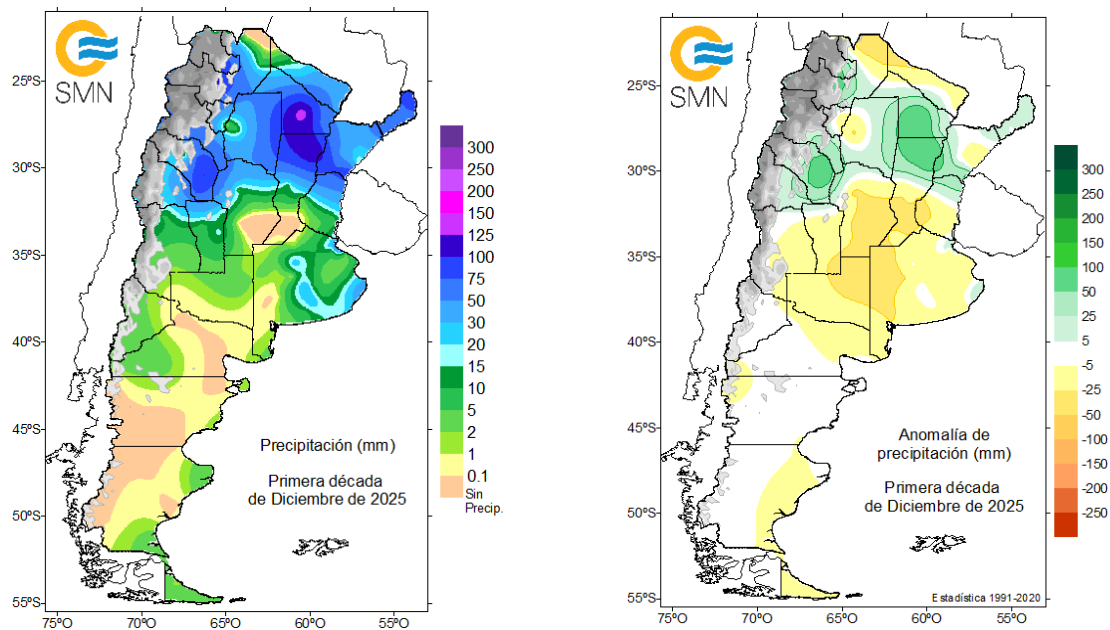 SMN
25ºS
30ºS
35ºS
40ºS
45ºS
50ºS
55ºS
75ºO
70ºO
65ºO
60ºO
55ºO
Precipitación (mm)
Primera década
de Diciembre de 2025
300
250
200
150
125
100
75
50
30
20
15
10
5
2
1
0.1
Sin
Precip.
SMN
25ºS
30ºS
35ºS
40ºS
45ºS
50ºS
55ºS
75ºO
70ºO
65ºO
60ºO
55ºO
Anomalía de
precipitación (mm)
Primera década
de Diciembre de 2025
Estadística 1991-2020
300
250
200
150
100
50
25
5
-5
-25
-50
-100
-150
-200
-250